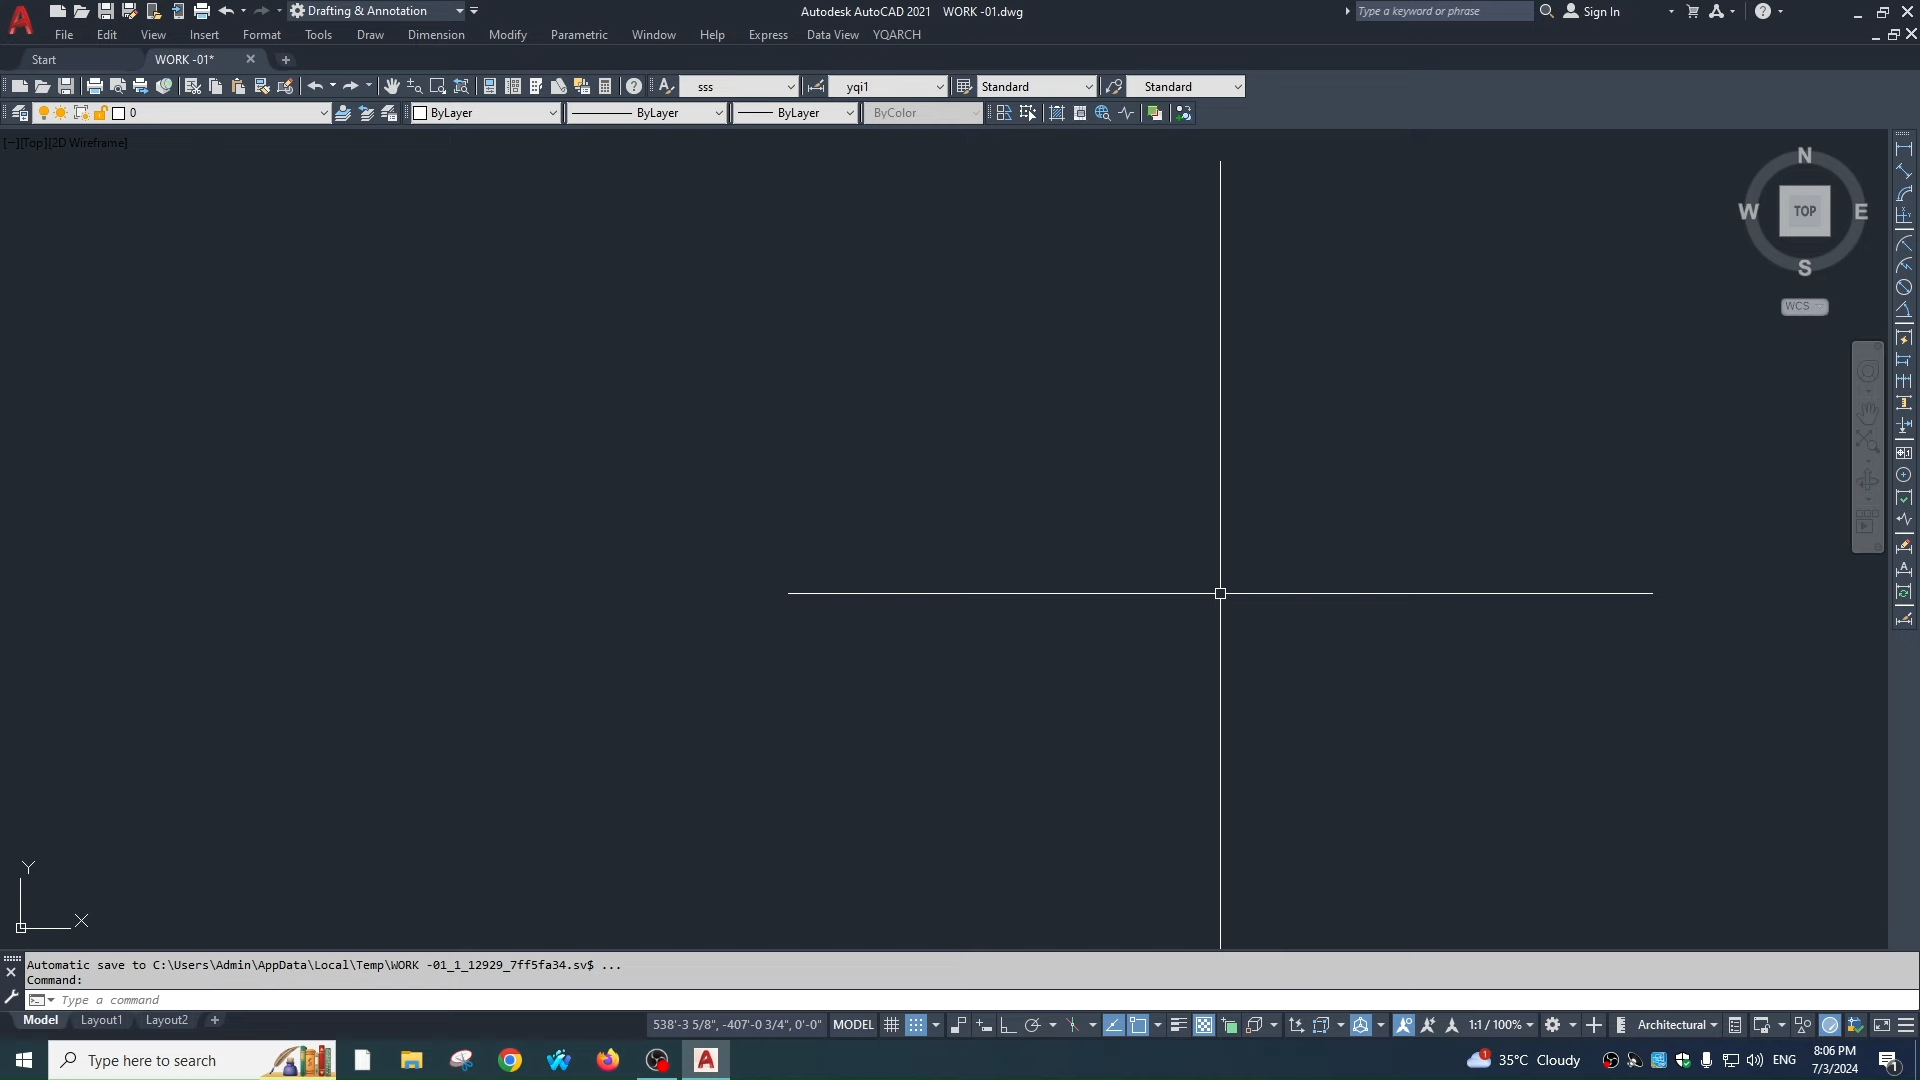 Drafting & Annotation
Autodesk AutoCAD 2021 WORK -01.dwg
Type a keyword or phrase
Sign In
File Edit View Insert Format Tools Draw Dimension Modify Parametric Window Help Express Data View YQARCH
Start WORK -01*
sss yqi1 Standard Standard
0 ByLayer ByLayer ByLayer ByColor
[−][Top][2D Wireframe]
N
W TOP E
S
WCS
Y
X
Automatic save to C:\Users\Admin\AppData\Local\Temp\WORK -01_1_12929_7ff5fa34.sv$ ...
Command:
Type a command
Model Layout1 Layout2
538'-3 5/8", -407'-0 3/4", 0'-0" MODEL 1:1 / 100% Architectural
Type here to search
35°C Cloudy
ENG
8:06 PM
7/3/2024